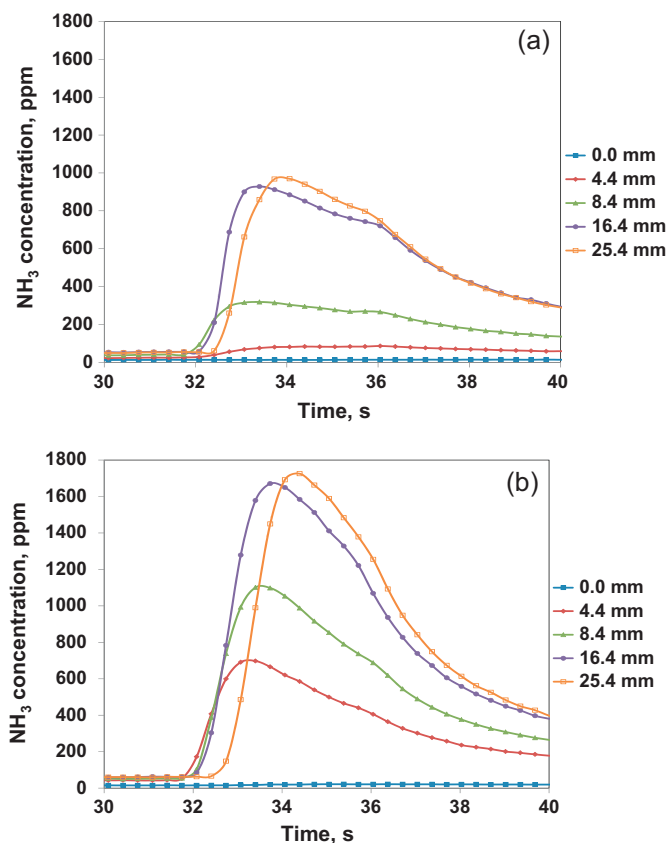 1800
1600
1400
1200
1000
800
600
400
200
0
NH3 concentration, ppm
(a)
0.0 mm
4.4 mm
8.4 mm
16.4 mm
25.4 mm
30 32 34 36 38 40
Time, s
1800
1600
1400
1200
1000
800
600
400
200
0
NH3 concentration, ppm
(b)
0.0 mm
4.4 mm
8.4 mm
16.4 mm
25.4 mm
30 32 34 36 38 40
Time, s